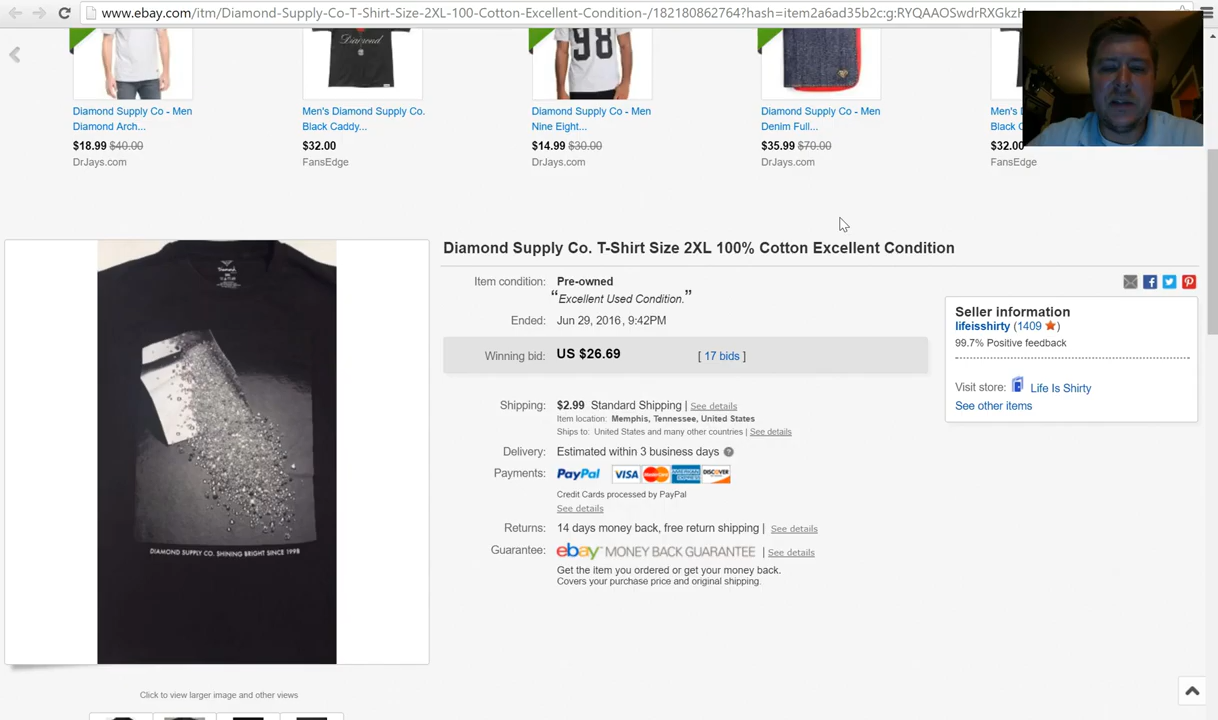 www.ebay.com/itm/Diamond-Supply-Co-T-Shirt-Size-2XL-100-Cotton-Excellent-Condition-/182180862764?hash=item2a6ad35b2c:g:RYQAAOSwdrRXGkzH
Diamond
98
Diamond Supply Co - Men
Diamond Arch...
$18.99 $40.00
DrJays.com
Men's Diamond Supply Co.
Black Caddy...
$32.00
FansEdge
Diamond Supply Co - Men
Nine Eight...
$14.99 $30.00
DrJays.com
Diamond Supply Co - Men
Denim Full...
$35.99 $70.00
DrJays.com
Men's
Black
$32.00
FansEdge
Diamond Supply Co. T-Shirt Size 2XL 100% Cotton Excellent Condition
Item condition: Pre-owned
“Excellent Used Condition.”
Ended: Jun 29, 2016 , 9:42PM
Winning bid: US $26.69 [ 17 bids ]
Shipping: $2.99 Standard Shipping | See details
Item location: Memphis, Tennessee, United States
Ships to: United States and many other countries | See details
Delivery: Estimated within 3 business days
Payments: PayPal VISA MasterCard AMERICAN EXPRESS DISCOVER
Credit Cards processed by PayPal
See details
Returns: 14 days money back, free return shipping | See details
Guarantee: ebay MONEY BACK GUARANTEE | See details
Get the item you ordered or get your money back.
Covers your purchase price and original shipping.
Seller information
lifeisshirty (1409 )
99.7% Positive feedback
Visit store: Life Is Shirty
See other items
Diamond
DIAMOND SUPPLY CO. SHINING BRIGHT SINCE 1998
Click to view larger image and other views